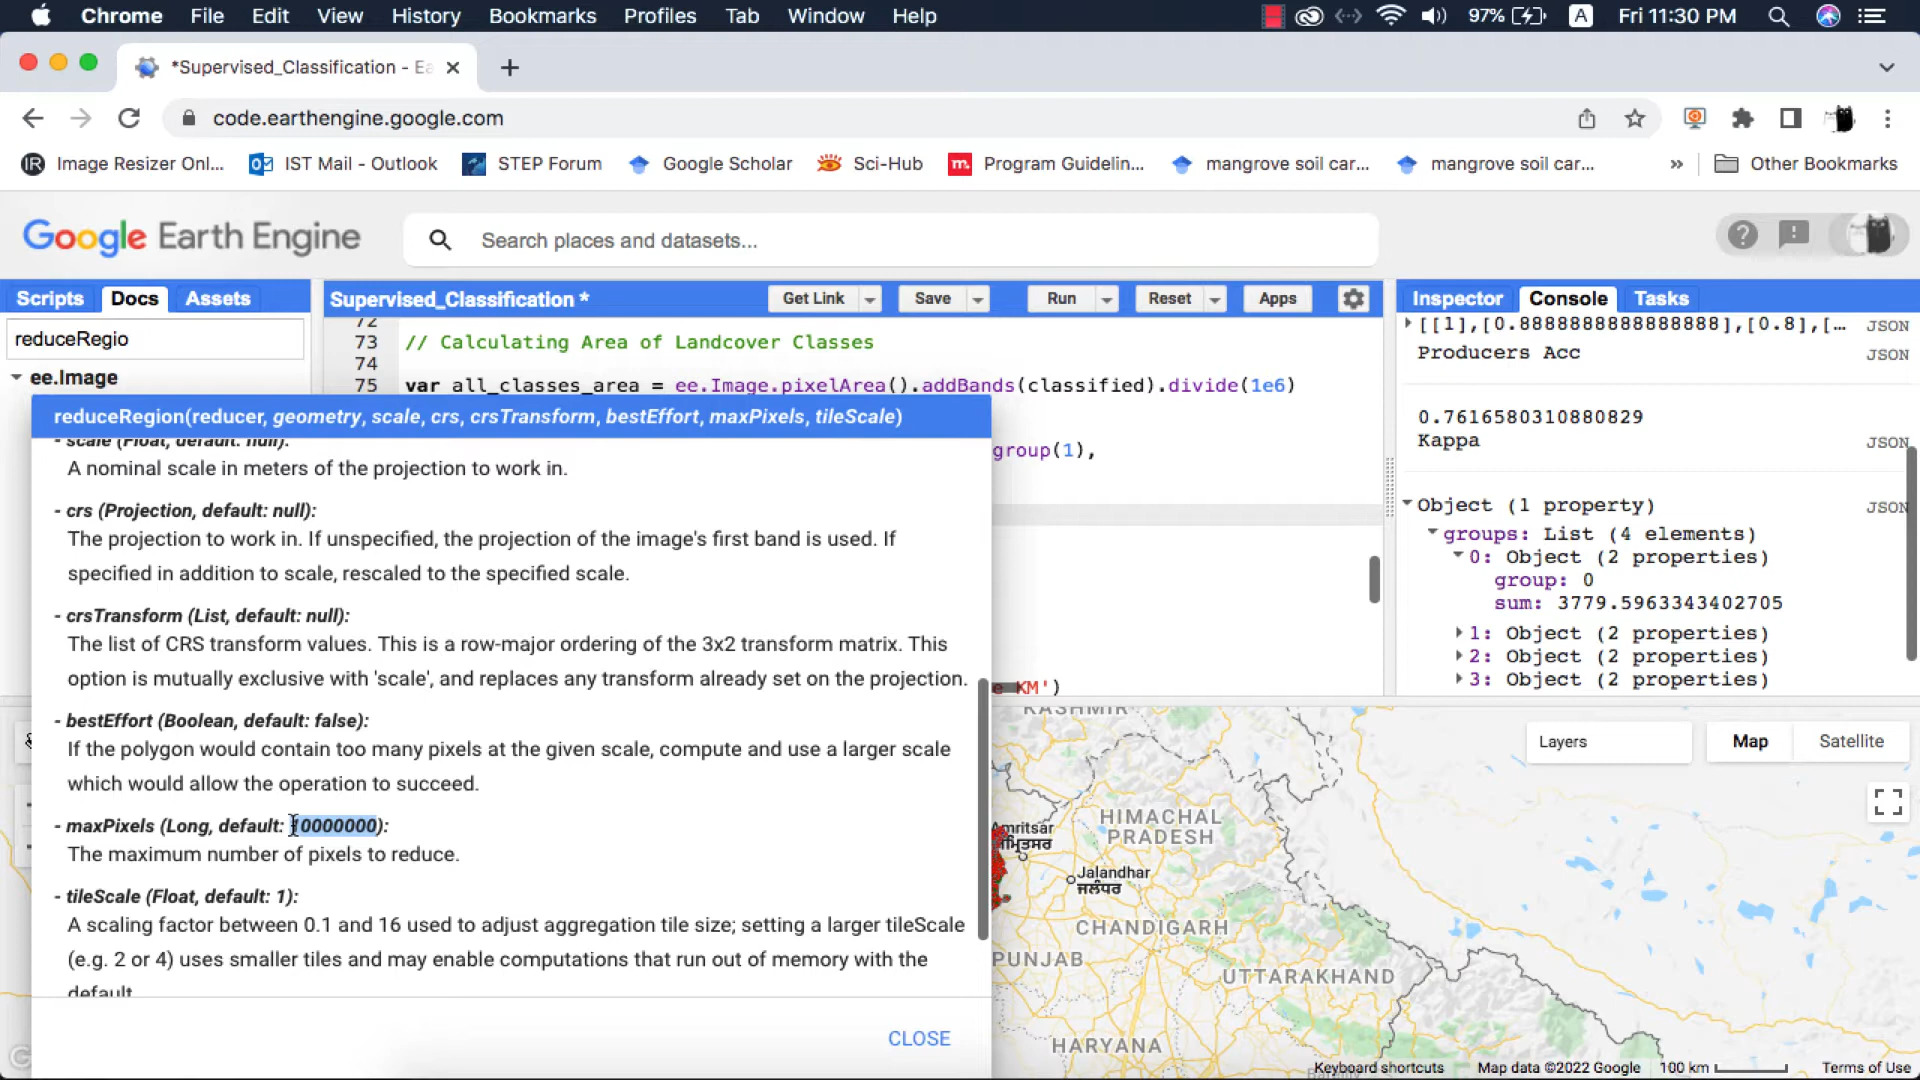 Chrome File Edit View History Bookmarks Profiles Tab Window Help 97% A Fri 11:30 PM
*Supervised_Classification - Ea
code.earthengine.google.com
IR Image Resizer Onl... IST Mail - Outlook STEP Forum Google Scholar Sci-Hub m. Program Guidelin... mangrove soil car... mangrove soil car... » Other Bookmarks
Google Earth Engine
Search places and datasets...
Scripts Docs Assets
Supervised_Classification * Get Link Save Run Reset Apps
Inspector Console Tasks
reduceRegio
ee.Image
72
73 // Calculating Area of Landcover Classes
74
75 var all_classes_area = ee.Image.pixelArea().addBands(classified).divide(1e6)
group(1),
KM')
reduceRegion(reducer, geometry, scale, crs, crsTransform, bestEffort, maxPixels, tileScale)
- scale (Float, default: null):
A nominal scale in meters of the projection to work in.
- crs (Projection, default: null):
The projection to work in. If unspecified, the projection of the image's first band is used. If
specified in addition to scale, rescaled to the specified scale.
- crsTransform (List, default: null):
The list of CRS transform values. This is a row-major ordering of the 3x2 transform matrix. This
option is mutually exclusive with 'scale', and replaces any transform already set on the projection.
- bestEffort (Boolean, default: false):
If the polygon would contain too many pixels at the given scale, compute and use a larger scale
which would allow the operation to succeed.
- maxPixels (Long, default: 10000000):
The maximum number of pixels to reduce.
- tileScale (Float, default: 1):
A scaling factor between 0.1 and 16 used to adjust aggregation tile size; setting a larger tileScale
(e.g. 2 or 4) uses smaller tiles and may enable computations that run out of memory with the
default.
CLOSE
[[1],[0.8888888888888888],[0.8],[... JSON
Producers Acc JSON
0.7616580310880829
Kappa JSON
Object (1 property) JSON
groups: List (4 elements)
0: Object (2 properties)
group: 0
sum: 3779.5963343402705
1: Object (2 properties)
2: Object (2 properties)
3: Object (2 properties)
Layers Map Satellite
KASHMIR
HIMACHAL
PRADESH
Amritsar
ਅੰਮ੍ਰਿਤਸਰ
Jalandhar
ਜਲੰਧਰ
CHANDIGARH
PUNJAB
UTTARAKHAND
HARYANA
Keyboard shortcuts Map data ©2022 Google 100 km Terms of Use